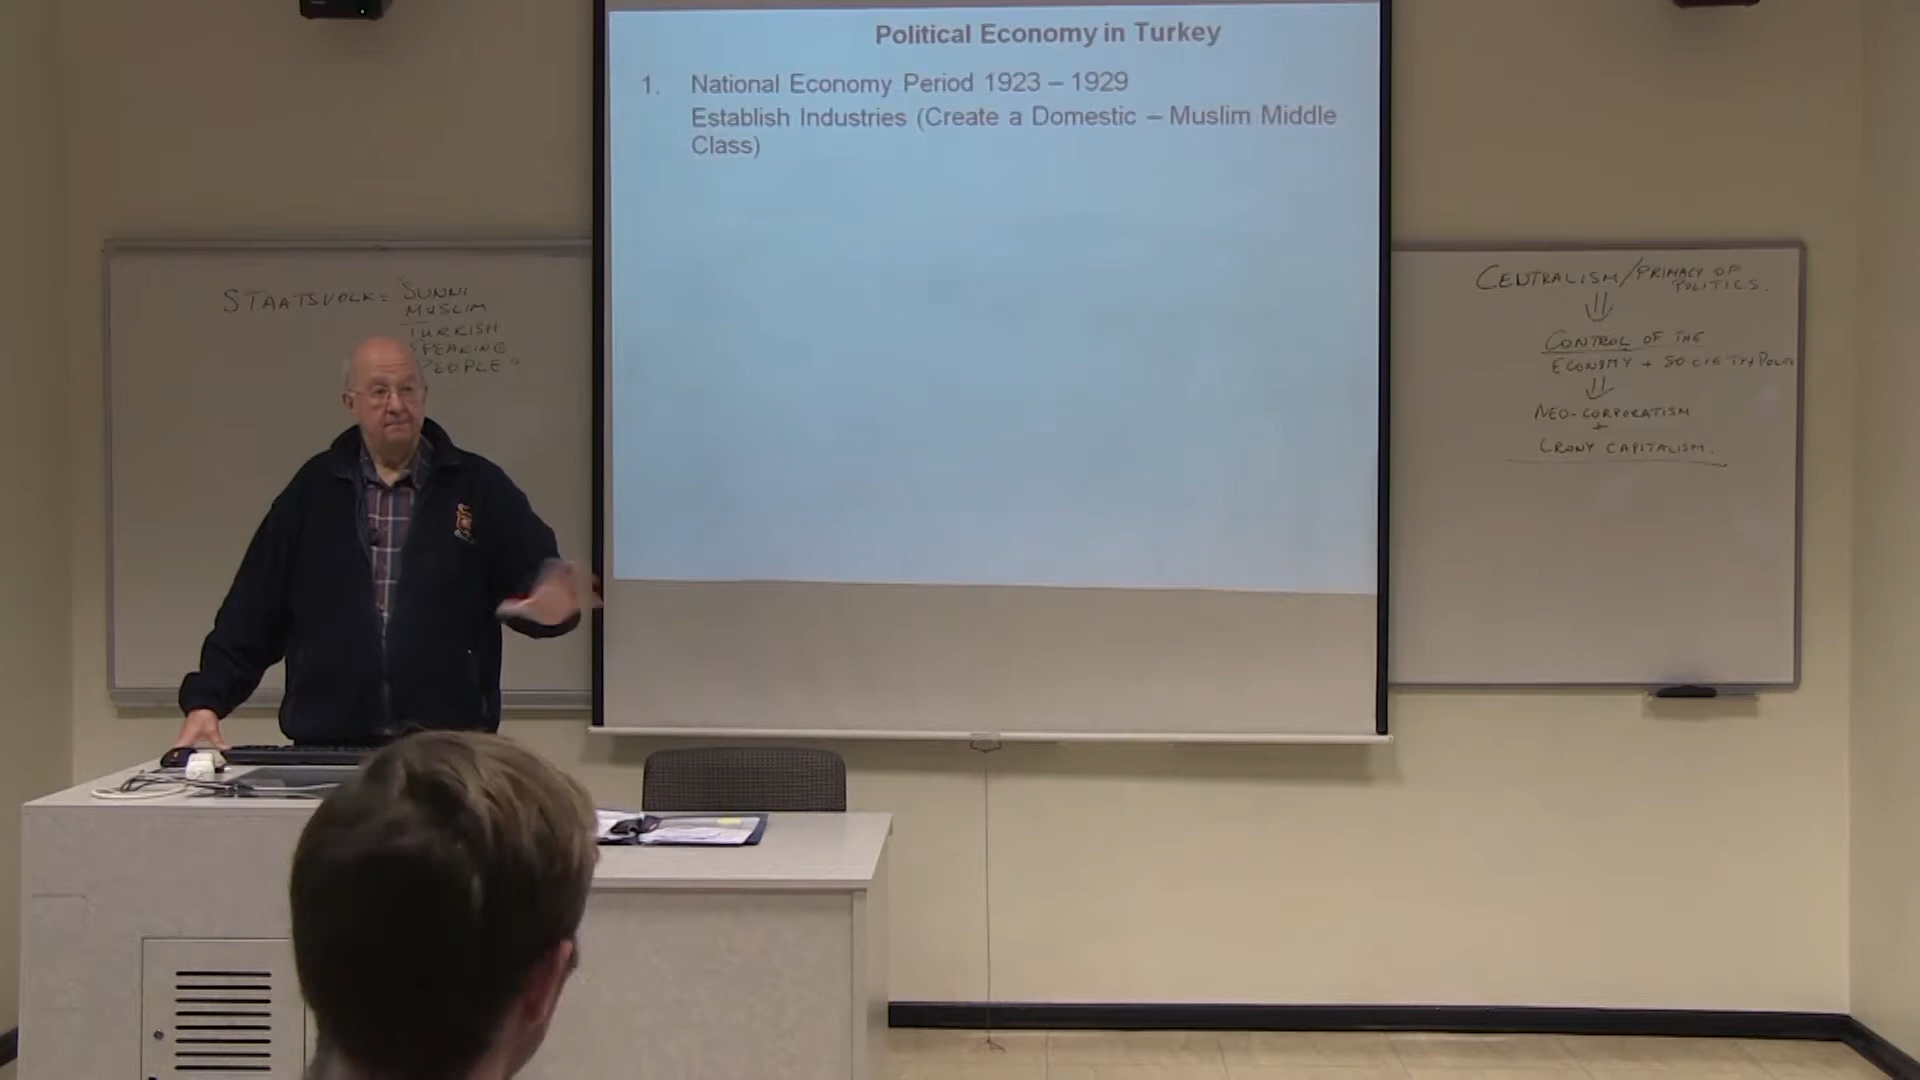 Political Economy in Turkey
1. National Economy Period 1923 – 1929
Establish Industries (Create a Domestic – Muslim Middle
Class)
STAATSVOLK = SUNNI
MUSLIM
TURKISH
SPEAKING
PEOPLE"
CENTRALISM/PRIMACY OF
POLITICS.
CONTROL OF THE
ECONOMY + SOCIETY +
NEO-CORPORATISM
+
CRONY CAPITALISM.